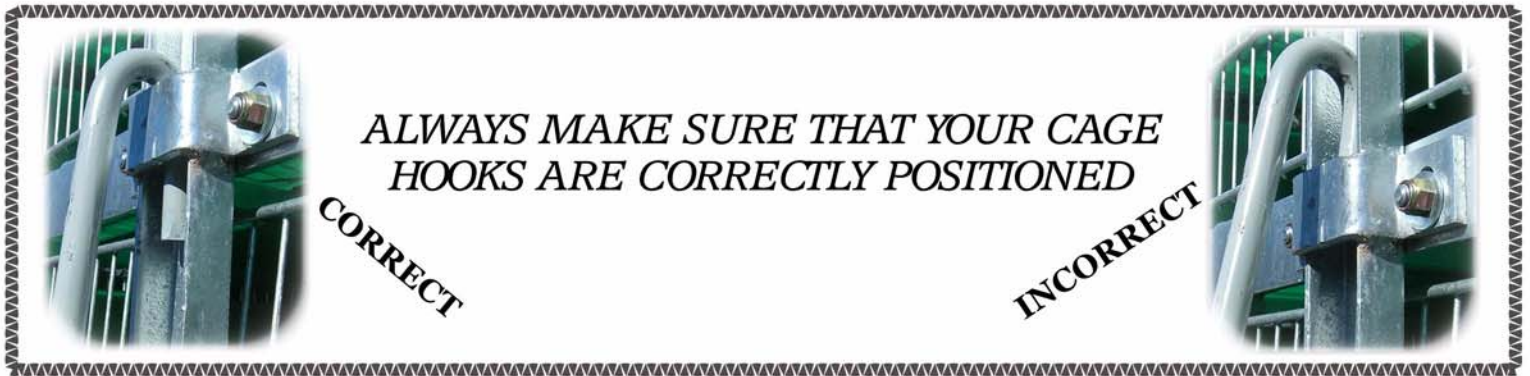 ALWAYS MAKE SURE THAT YOUR CAGE
HOOKS ARE CORRECTLY POSITIONED
CORRECT
INCORRECT